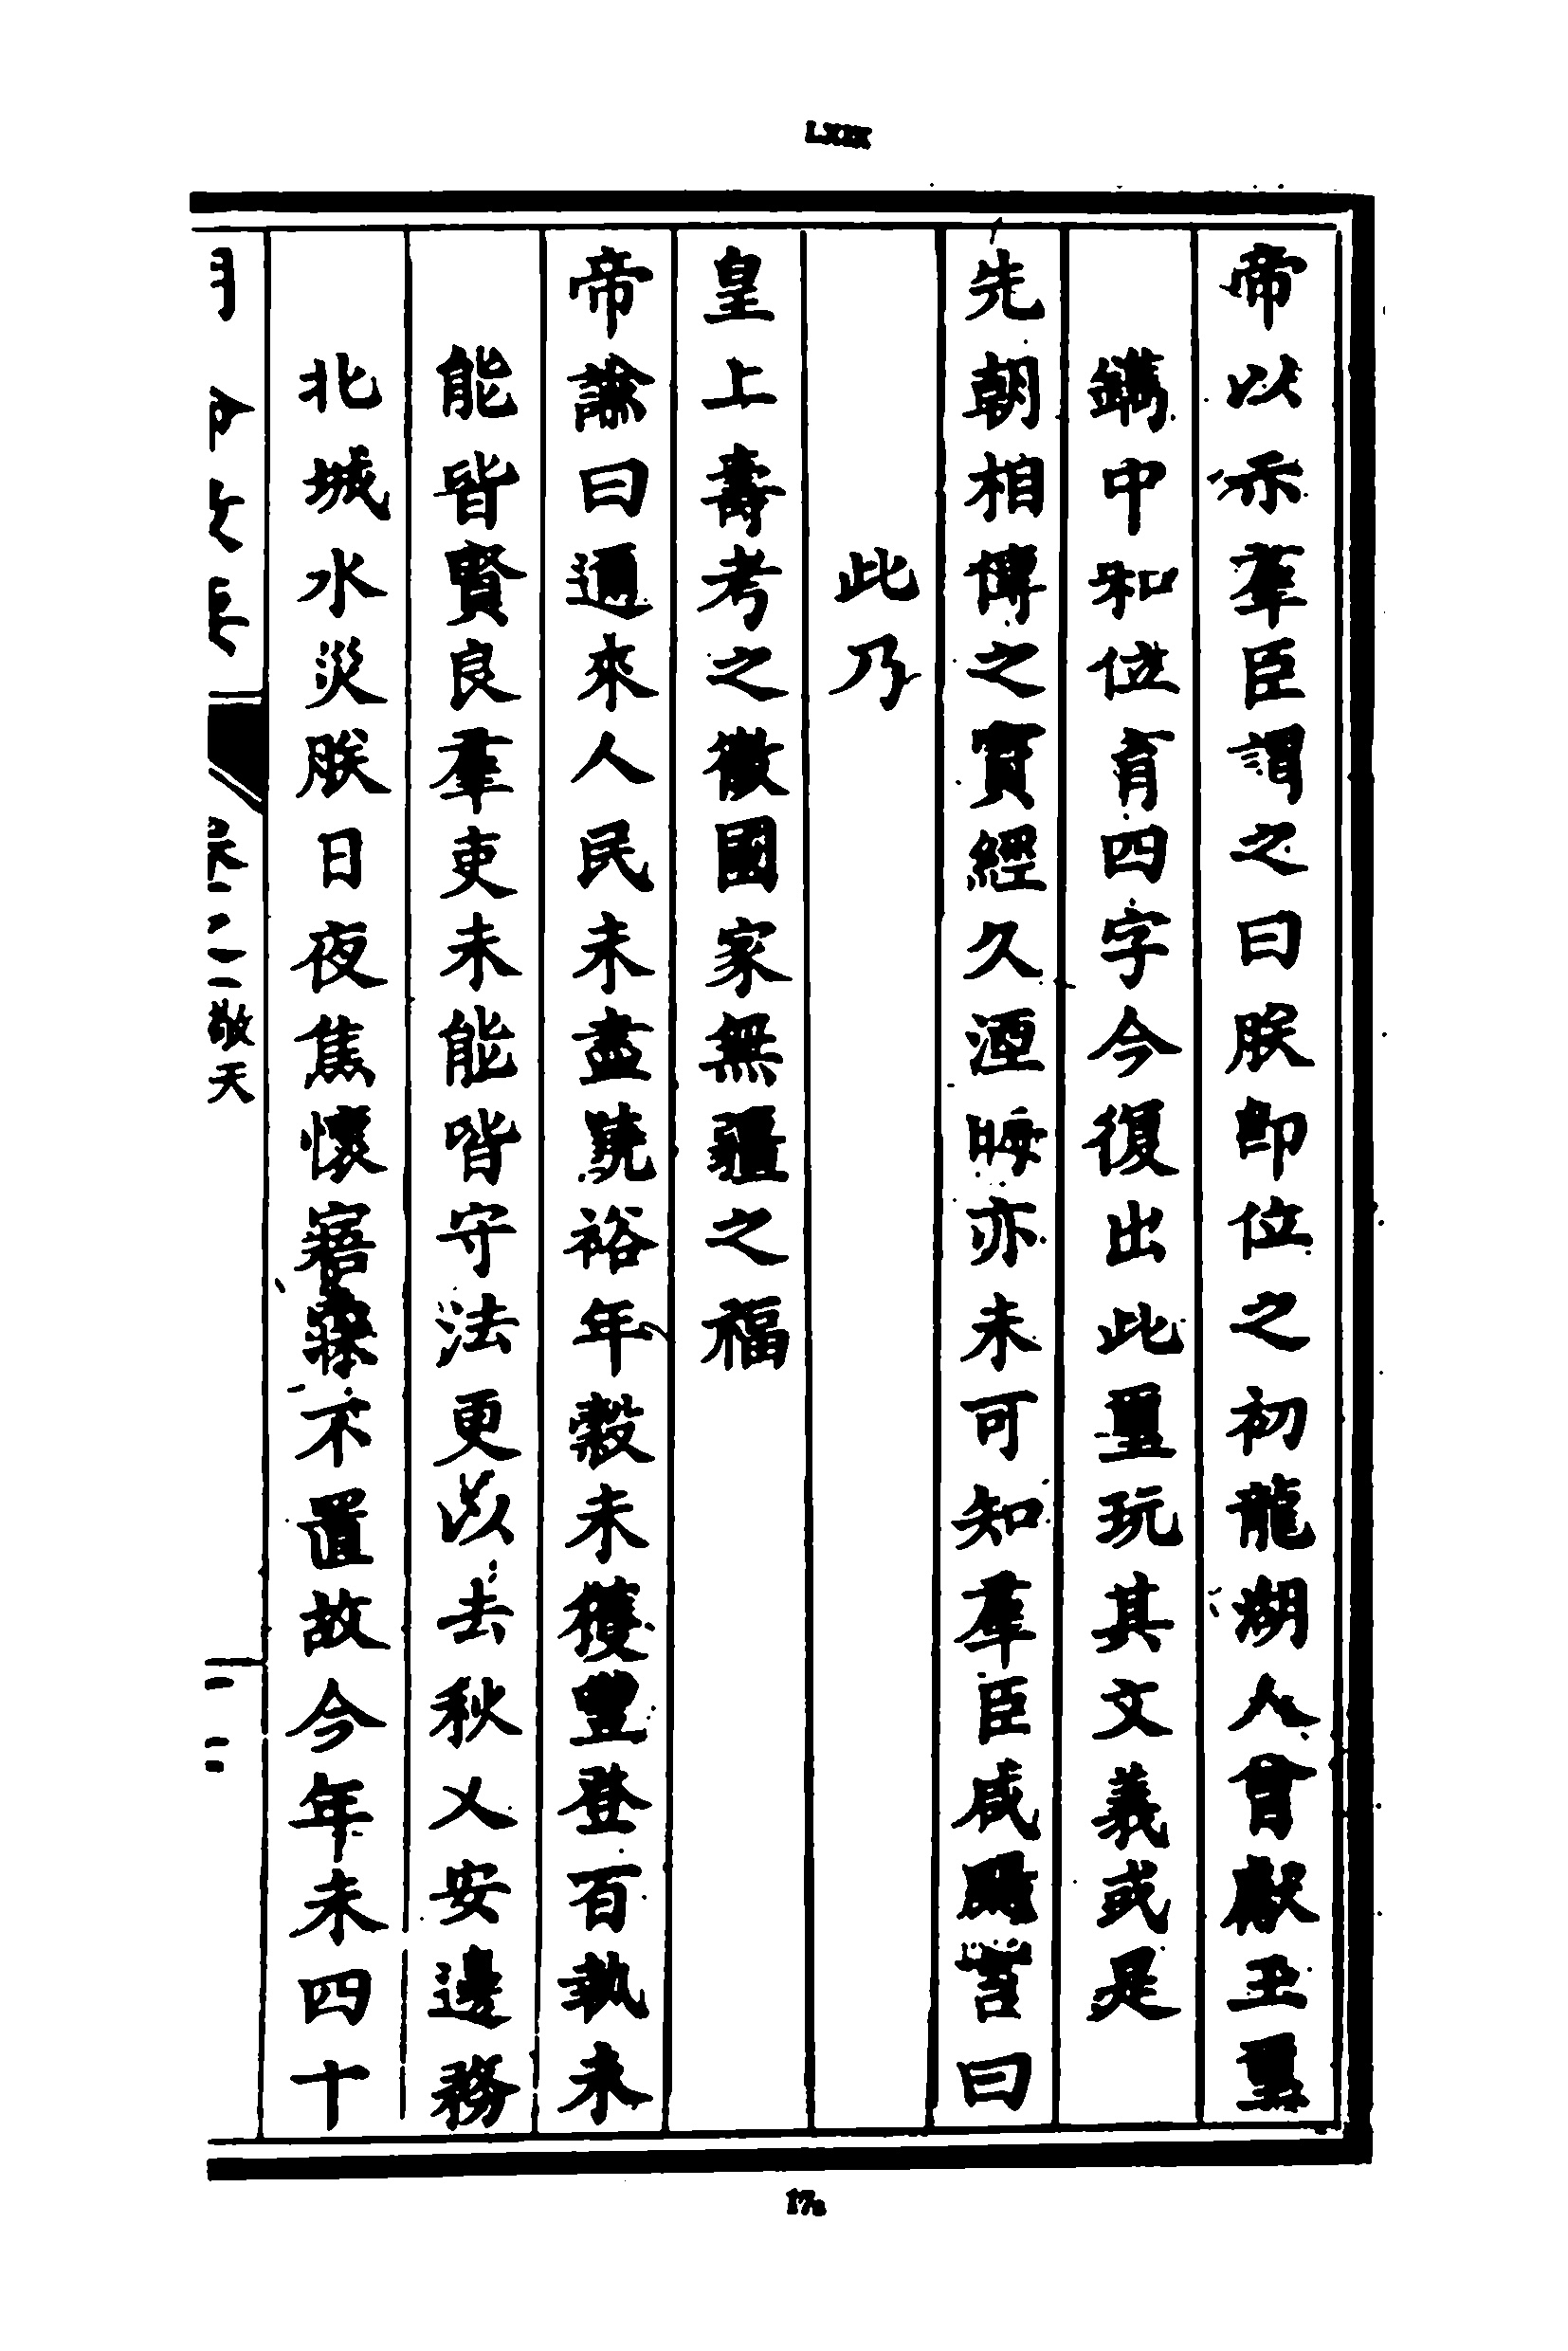 LXIX
帝以示羣臣謂之曰朕即位之初龍湖人曾獻玉璽
鐫中和位育四字今復出此璽玩其文義或是
先朝相傳之寶經久湮晦亦未可知羣臣咸颺言曰
此乃
皇上壽考之徵國家無疆之福
帝諭曰邇來人民未盡饒裕年穀未獲豐登百執未
能皆賢良羣吏未能皆守法更以去秋乂安邊務
北城水災朕日夜焦懷寤寐不置故今年未四十
敬天
17a